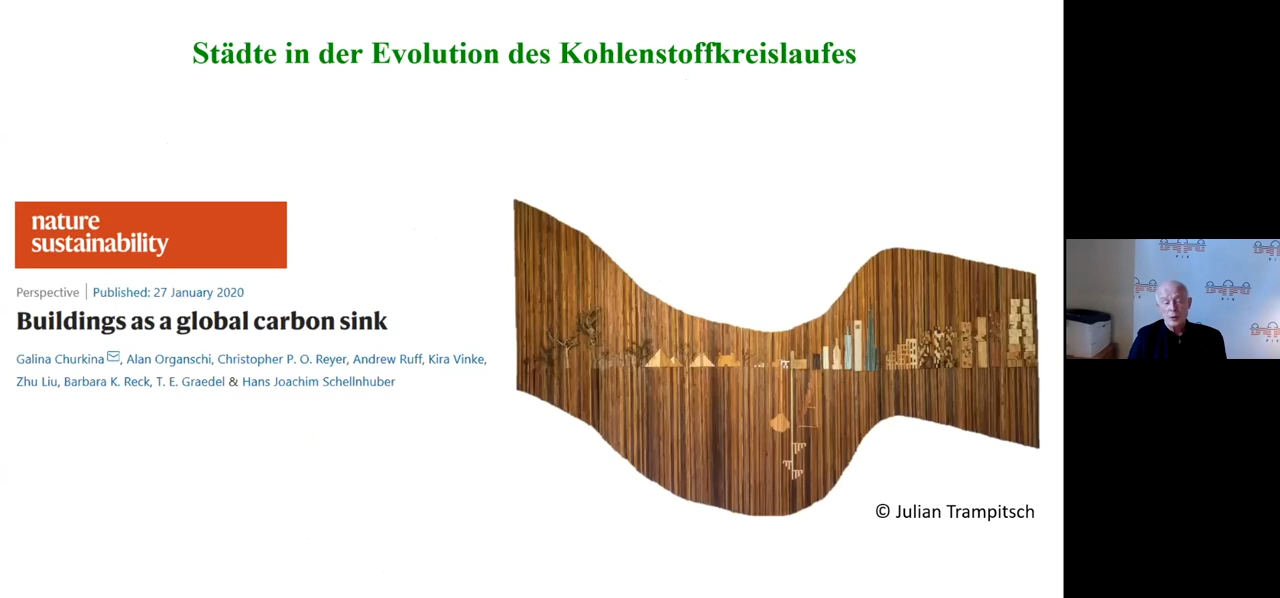 Städte in der Evolution des Kohlenstoffkreislaufes
nature
sustainability
Perspective | Published: 27 January 2020
Buildings as a global carbon sink
Galina Churkina, Alan Organschi, Christopher P. O. Reyer, Andrew Ruff, Kira Vinke,
Zhu Liu, Barbara K. Reck, T. E. Graedel & Hans Joachim Schellnhuber
© Julian Trampitsch